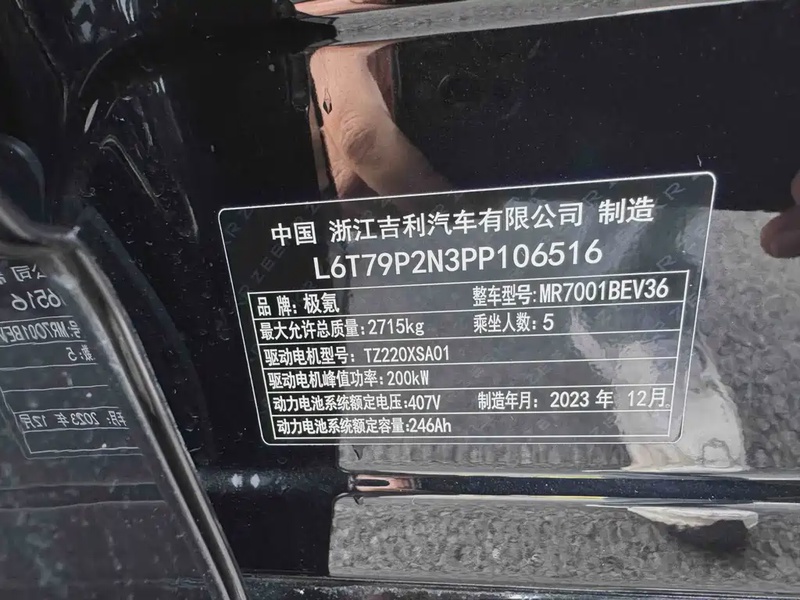 中国 浙江吉利汽车有限公司 制造
L6T79P2N3PP106516
品 牌: 极氪 整车型号: MR7001BEV36
最大允许总质量: 2715kg 乘坐人数: 5
驱动电机型号: TZ220XSA01
驱动电机峰值功率: 200kW
动力电池系统额定电压: 407V 制造年月: 2023 年 12月
动力电池系统额定容量: 246Ah